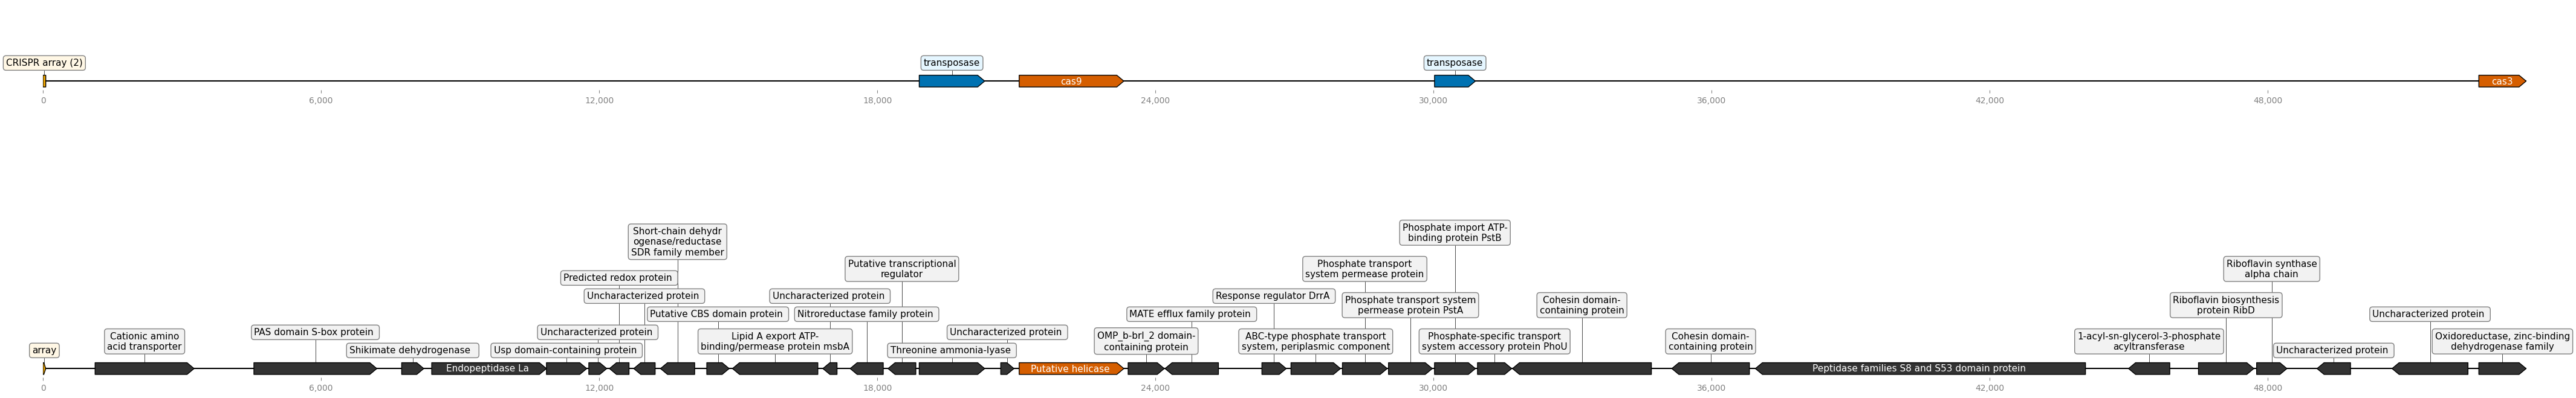 CRISPR array (2)
transposase
transposase
cas9
cas3
0
6,000
12,000
18,000
24,000
30,000
36,000
42,000
48,000
Phosphate import ATP-
binding protein PstB
Short-chain dehydr
ogenase/reductase
SDR family member
Putative transcriptional
regulator
Phosphate transport
system permease protein
Riboflavin synthase
alpha chain
Predicted redox protein
Uncharacterized protein
Uncharacterized protein
Response regulator DrrA
Phosphate transport system
permease protein PstA
Cohesin domain-
containing protein
Riboflavin biosynthesis
protein RibD
Putative CBS domain protein
Nitroreductase family protein
MATE efflux family protein
Uncharacterized protein
Cationic amino
acid transporter
PAS domain S-box protein
Uncharacterized protein
Lipid A export ATP-
binding/permease protein msbA
Uncharacterized protein
OMP_b-brl_2 domain-
containing protein
ABC-type phosphate transport
system, periplasmic component
Phosphate-specific transport
system accessory protein PhoU
Cohesin domain-
containing protein
1-acyl-sn-glycerol-3-phosphate
acyltransferase
Oxidoreductase, zinc-binding
dehydrogenase family
array
Shikimate dehydrogenase
Usp domain-containing protein
Threonine ammonia-lyase
Uncharacterized protein
Endopeptidase La
Putative helicase
Peptidase families S8 and S53 domain protein
0
6,000
12,000
18,000
24,000
30,000
36,000
42,000
48,000